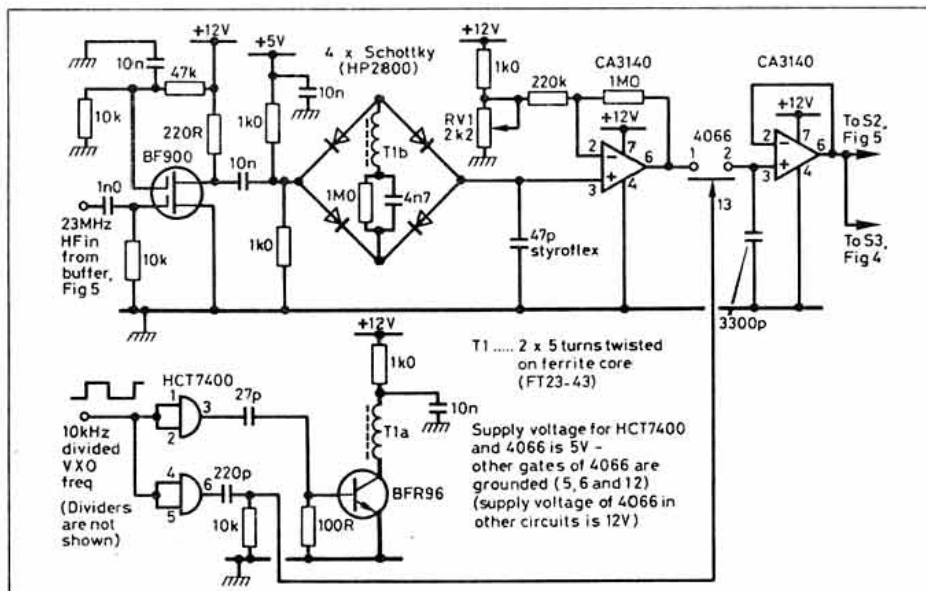 +12V
+5V
10n
47k
10k
220R
1k0
10n
4 x Schottky
(HP2800)
T1b
1M0
4n7
10n
BF900
1n0
23MHz
HF in
from
buffer,
Fig 5
10k
1k0
+12V
1k0
RV1
2k2
220k
CA3140
1M0
+12V
2
3
7
6
4
47p
styroflex
4066
1
2
13
CA3140
+12V
2
3
7
6
4
To S2,
Fig 5
To S3,
Fig 4
3300p
HCT7400
1
2
3
27p
10kHz
divided
VXO
freq
(Dividers
are not
shown)
4
5
6
220p
10k
100R
+12V
1k0
T1a
10n
BFR96
T1 ..... 2 x 5 turns twisted
on ferrite core
(FT23-43)
Supply voltage for HCT7400
and 4066 is 5V –
other gates of 4066 are
grounded (5, 6 and 12)
(supply voltage of 4066 in
other circuits is 12V)